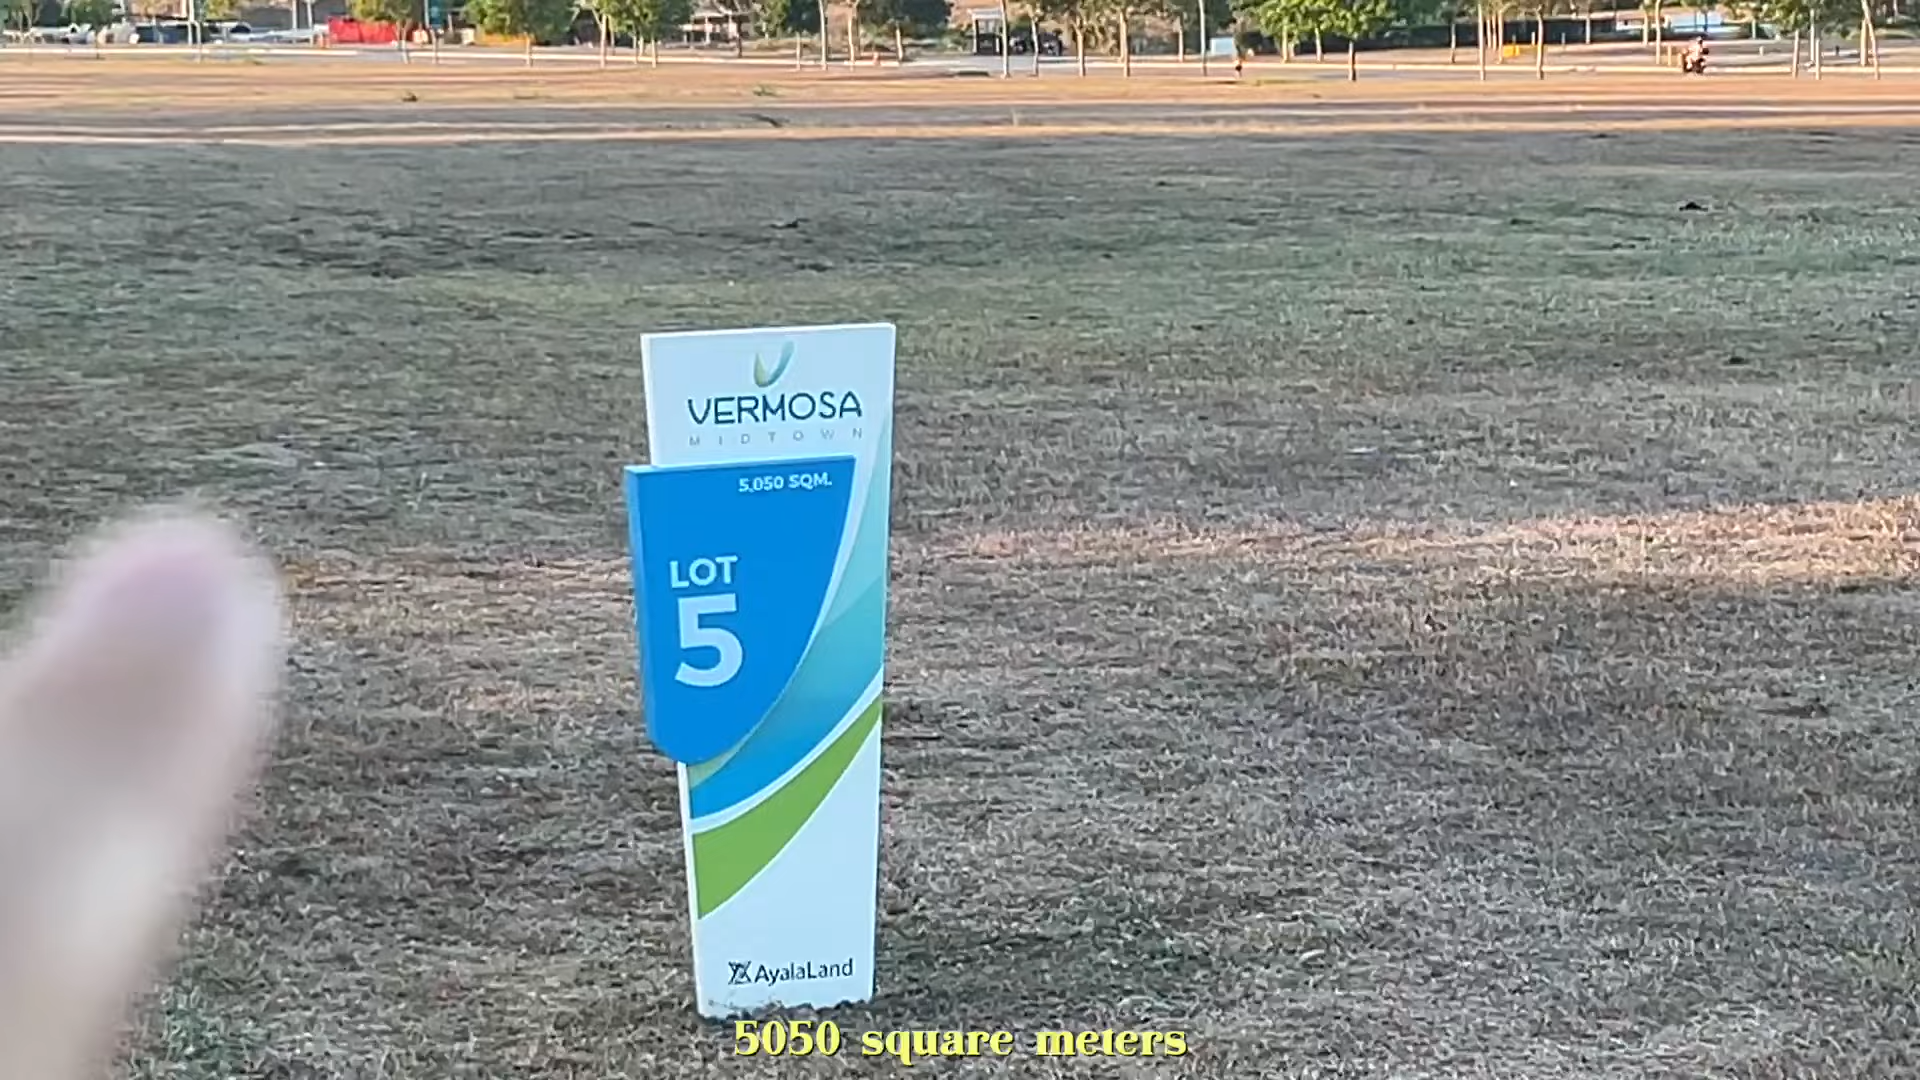 VERMOSA
MIDTOWN
5,050 SQM.
LOT
5
AyalaLand
5050 square meters